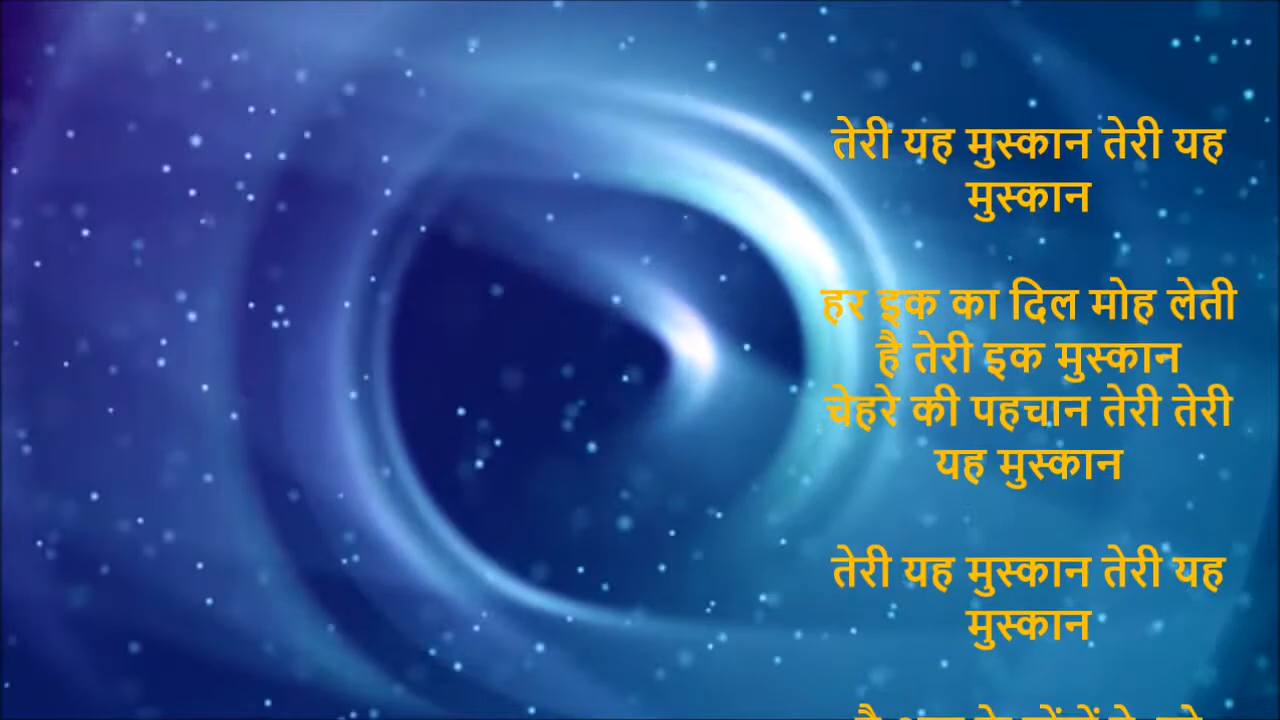 तेरी यह मुस्कान तेरी यह
मुस्कान
हर इक का दिल मोह लेती
है तेरी इक मुस्कान
चेहरे की पहचान तेरी तेरी
यह मुस्कान
तेरी यह मुस्कान तेरी यह
मुस्कान